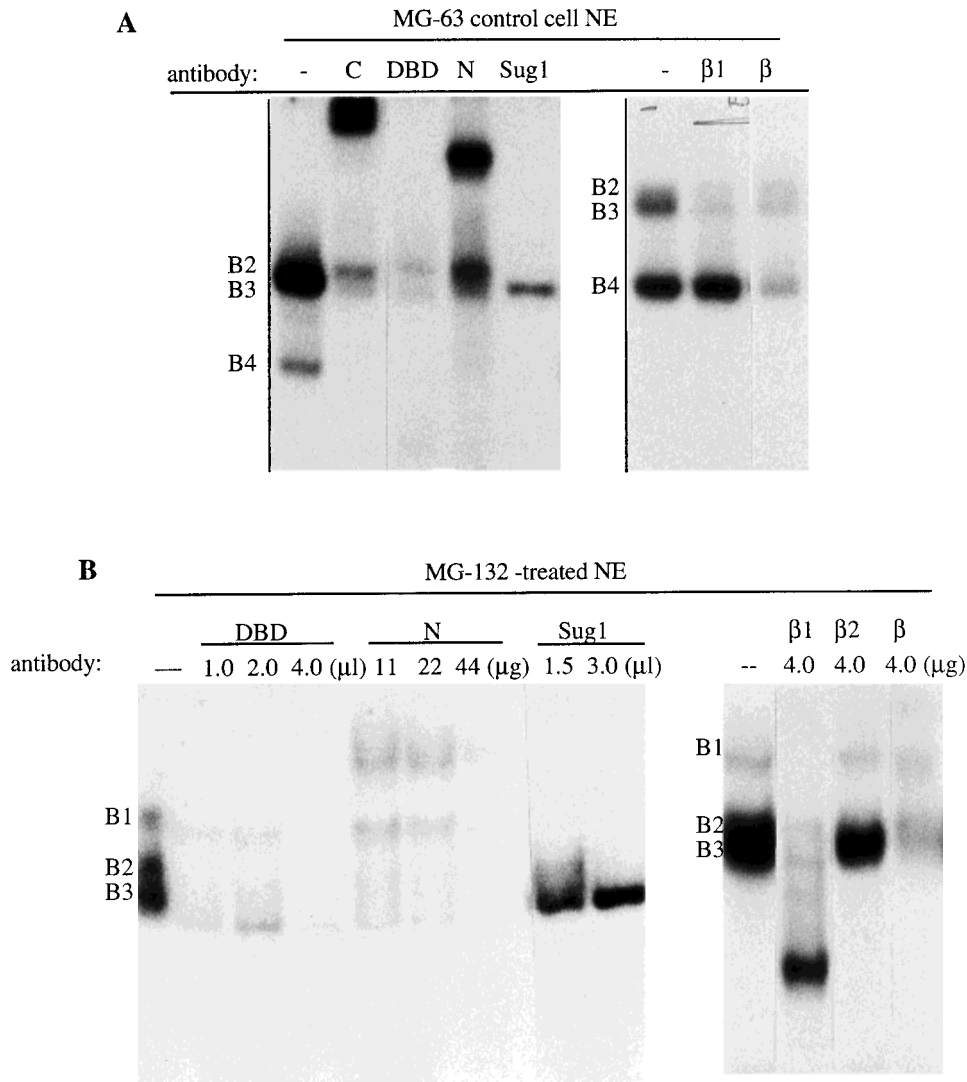 A
MG-63 control cell NE
antibody: - C DBD N Sug1 - β1 β
B2
B3
B4
B2
B3
B4
B
MG-132 -treated NE
DBD N Sug1 β1 β2 β
antibody: — 1.0 2.0 4.0 (µl) 11 22 44 (µg) 1.5 3.0 (µl) -- 4.0 4.0 4.0 (µg)
B1
B2
B3
B1
B2
B3